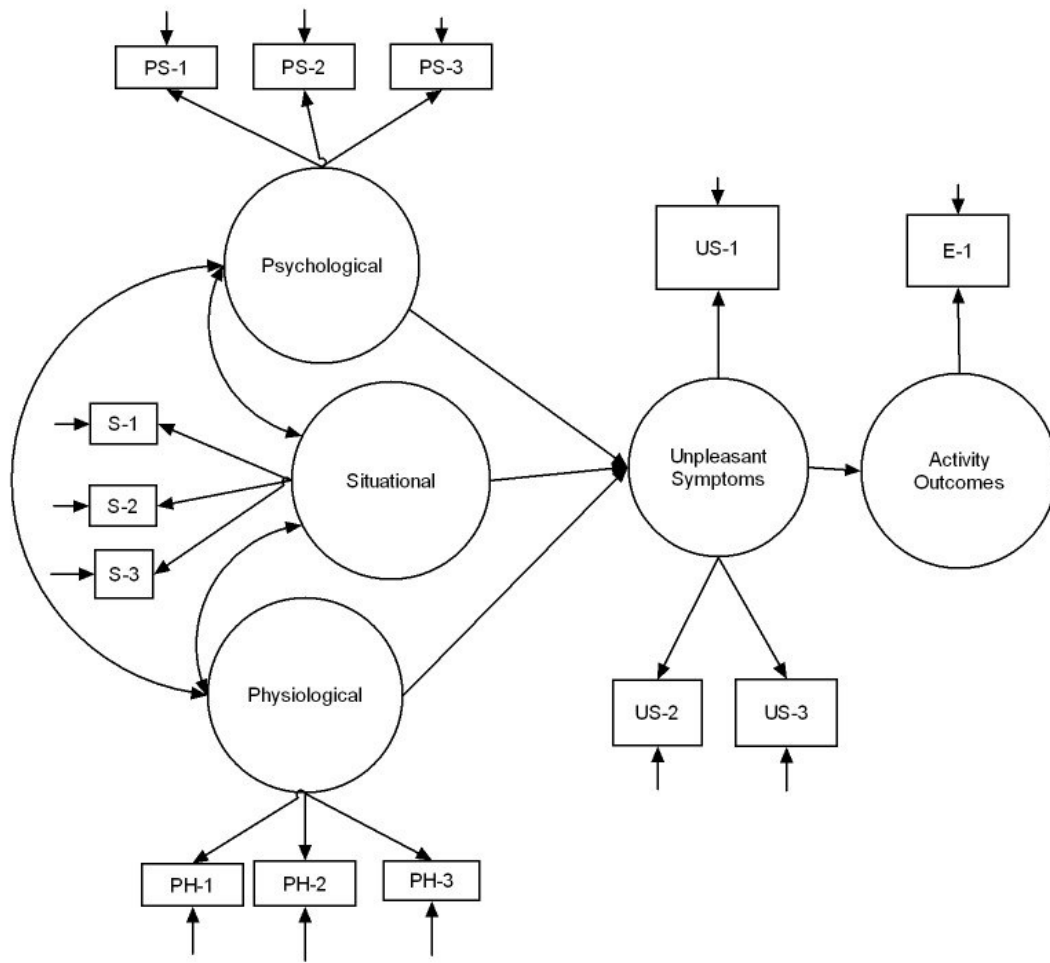 PS-1
PS-2
PS-3
Psychological
US-1
E-1
S-1
S-2
S-3
Situational
Unpleasant
Symptoms
Activity
Outcomes
Physiological
US-2
US-3
PH-1
PH-2
PH-3